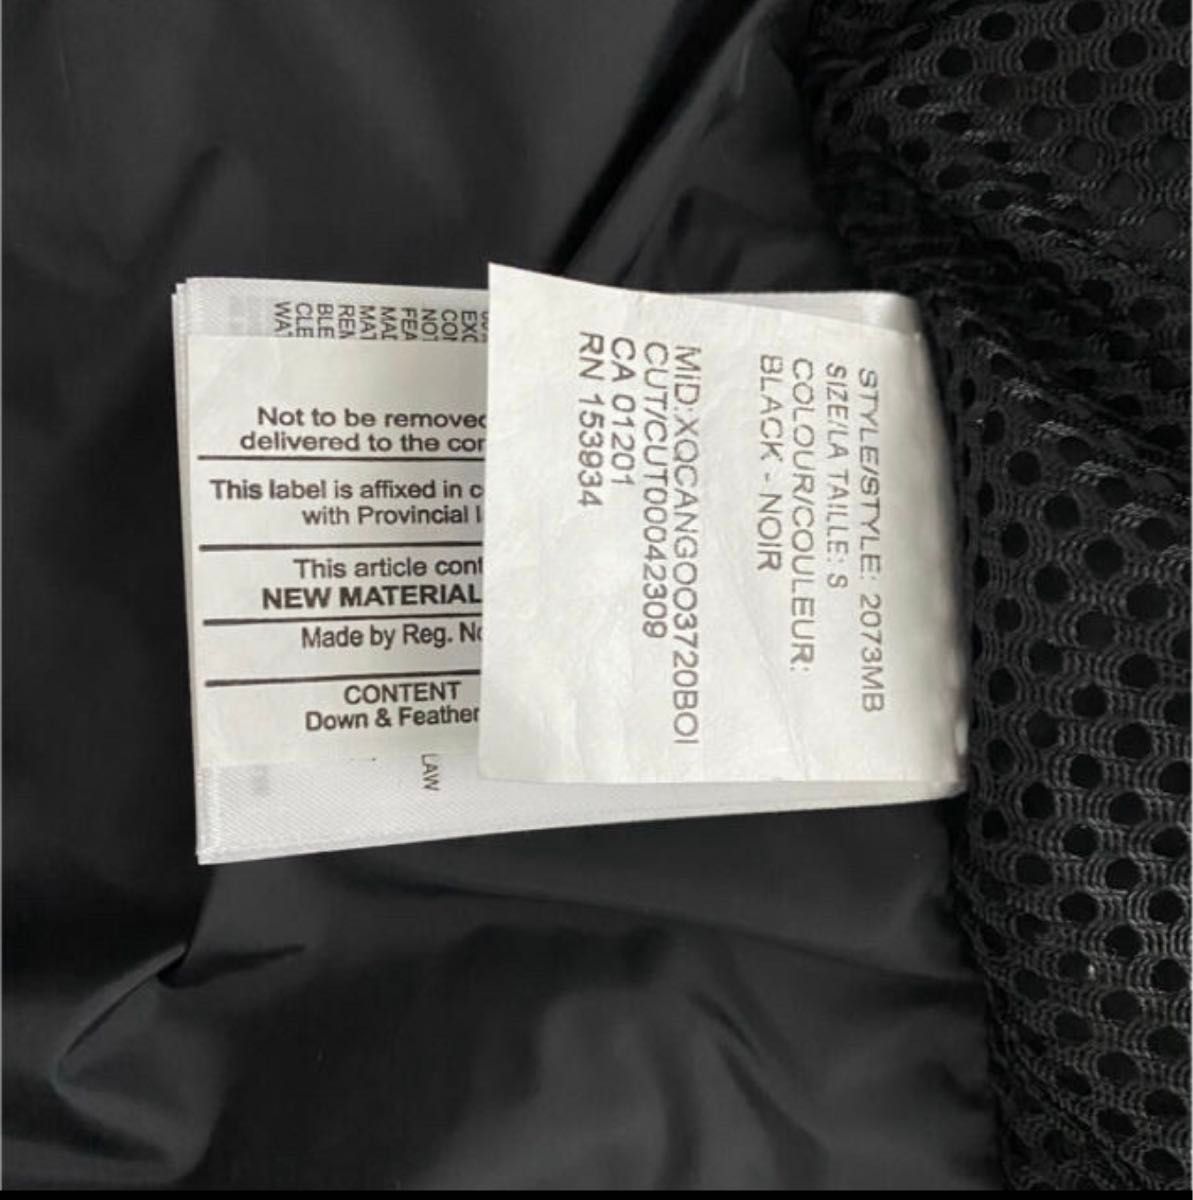 STYLE/STYLE: 2073MB
SIZE/LA TAILLE: S
COLOUR/COULEUR:
BLACK - NOIR
MID:XQCANGOO3720BOI
CUT/CUT00042309
CA 01201
RN 153934
Not to be removed
delivered to the
This label is affixed in
with Provincial
This article
NEW MATERIAL
Made by Reg.
CONTENT
Down & Feather
LAW